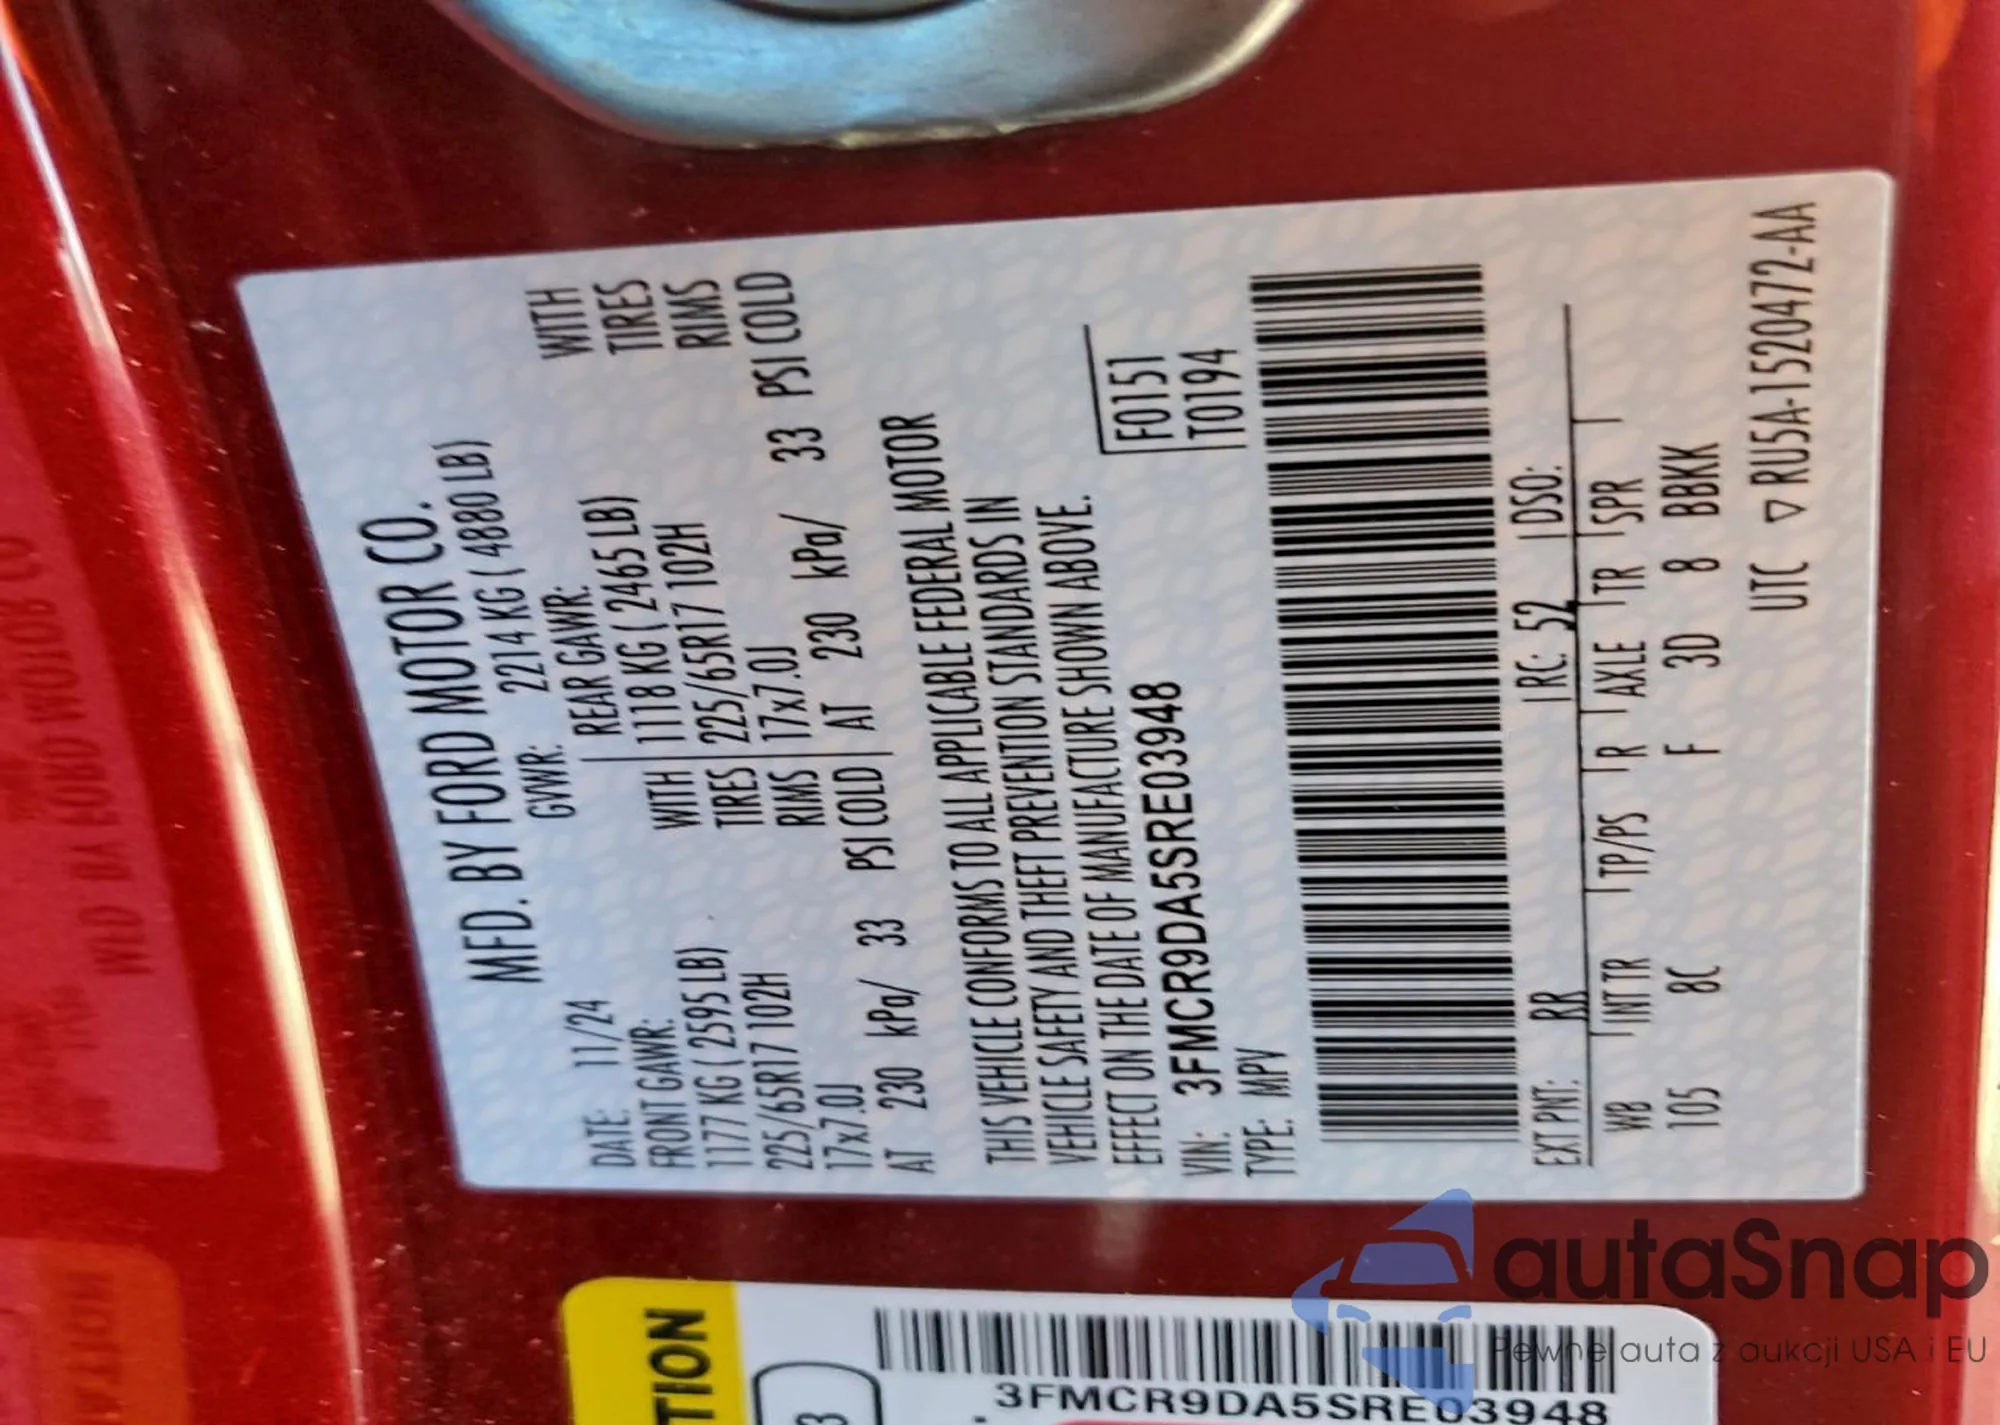 MFD. BY FORD MOTOR CO.
DATE: 11/24 GVWR: 2214 KG ( 4880 LB)
FRONT GAWR: REAR GAWR: WITH
1177 KG ( 2595 LB) WITH 1118 KG ( 2465 LB) TIRES
225/65R17 102H TIRES 225/65R17 102H RIMS
17x7.0J RIMS 17x7.0J
AT 230 kPa/ 33 PSI COLD AT 230 kPa/ 33 PSI COLD
THIS VEHICLE CONFORMS TO ALL APPLICABLE FEDERAL MOTOR
VEHICLE SAFETY AND THEFT PREVENTION STANDARDS IN
EFFECT ON THE DATE OF MANUFACTURE SHOWN ABOVE.
VIN: 3FMCR9DA5SRE03948 F0151
TYPE: MPV T0194
EXT PNT: RR RC: 52 DSO:
WB INT TR TP/PS R AXLE TR SPR
105 8C F 3D 8 BBKK
UTC ▽ RU5A-1520472-AA
TION
3FMCR9DA5SRE03948
autaSnap
Pewne auta z aukcji USA i EU